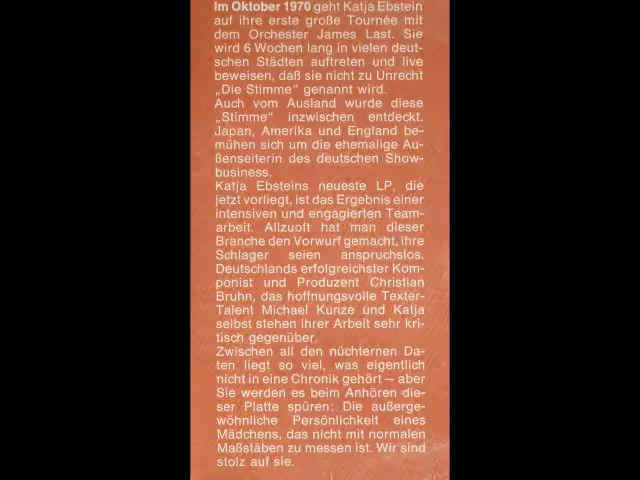 Im Oktober 1970 geht Katja Ebstein
auf ihre erste große Tournée mit
dem Orchester James Last. Sie
wird 6 Wochen lang in vielen deut-
schen Städten auftreten und live
beweisen, daß sie nicht zu Unrecht
„Die Stimme“ genannt wird.
Auch vom Ausland wurde diese
„Stimme“ inzwischen entdeckt.
Japan, Amerika und England be-
mühen sich um die ehemalige Au-
ßenseiterin des deutschen Show-
business.
Katja Ebsteins neueste LP, die
jetzt vorliegt, ist das Ergebnis einer
intensiven und engagierten Team-
arbeit. Allzuoft hat man dieser
Branche den Vorwurf gemacht, ihre
Schlager seien anspruchslos.
Deutschlands erfolgreichster Kom-
ponist und Produzent Christian
Bruhn, das hoffnungsvolle Texter-
Talent Michael Kunze und Katja
selbst stehen ihrer Arbeit sehr kri-
tisch gegenüber.
Zwischen all den nüchternen Da-
ten liegt so viel, was eigentlich
nicht in eine Chronik gehört — aber
Sie werden es beim Anhören die-
ser Platte spüren: Die außerge-
wöhnliche Persönlichkeit eines
Mädchens, das nicht mit normalen
Maßstäben zu messen ist. Wir sind
stolz auf sie.